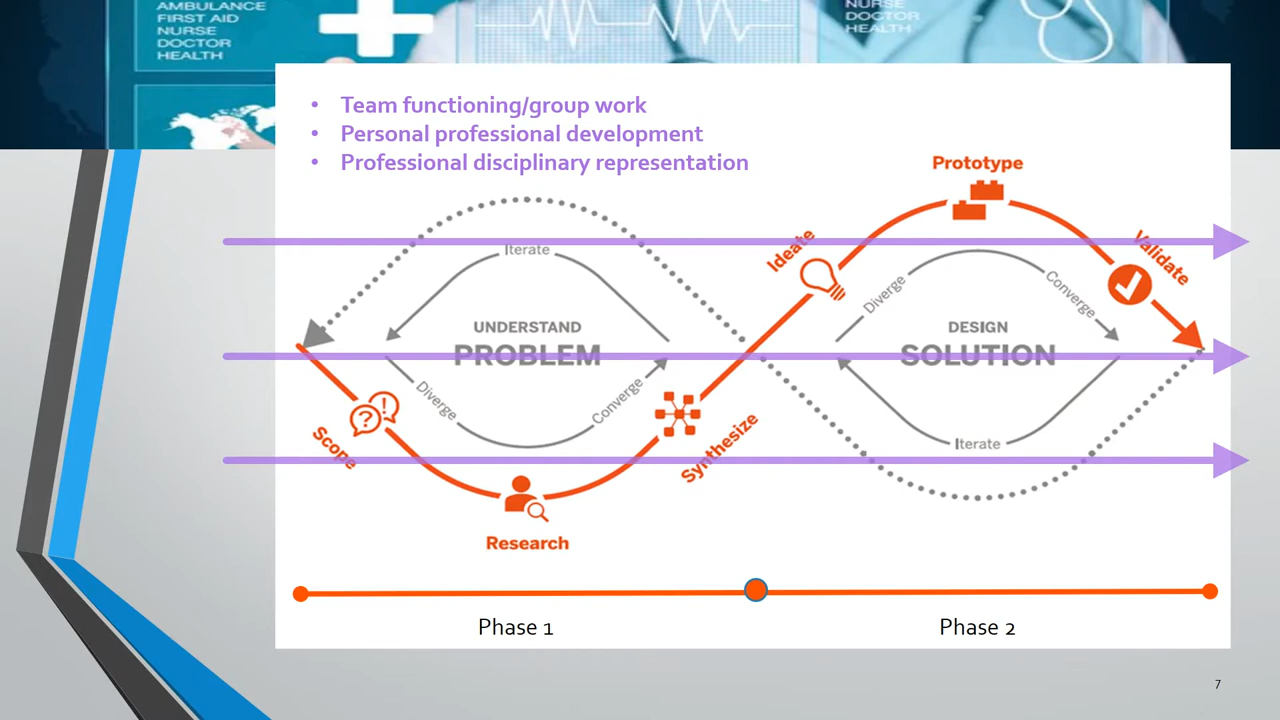 AMBULANCE
FIRST AID
NURSE
DOCTOR
HEALTH
NURSE
DOCTOR
HEALTH
• Team functioning/group work
• Personal professional development
• Professional disciplinary representation
Prototype
Iterate
Ideate
Validate
Diverge
Converge
UNDERSTAND
PROBLEM
DESIGN
SOLUTION
Diverge
Converge
Scope
Synthesize
Iterate
Research
Phase 1
Phase 2
7